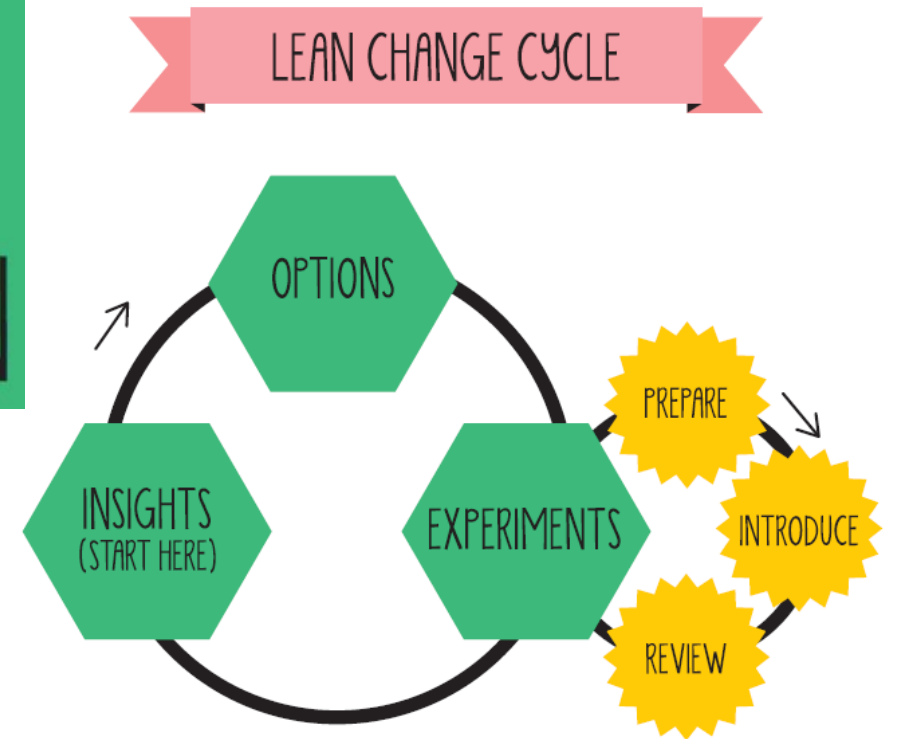 LEAN CHANGE CYCLE
OPTIONS
PREPARE
INSIGHTS
(START HERE)
EXPERIMENTS
INTRODUCE
REVIEW